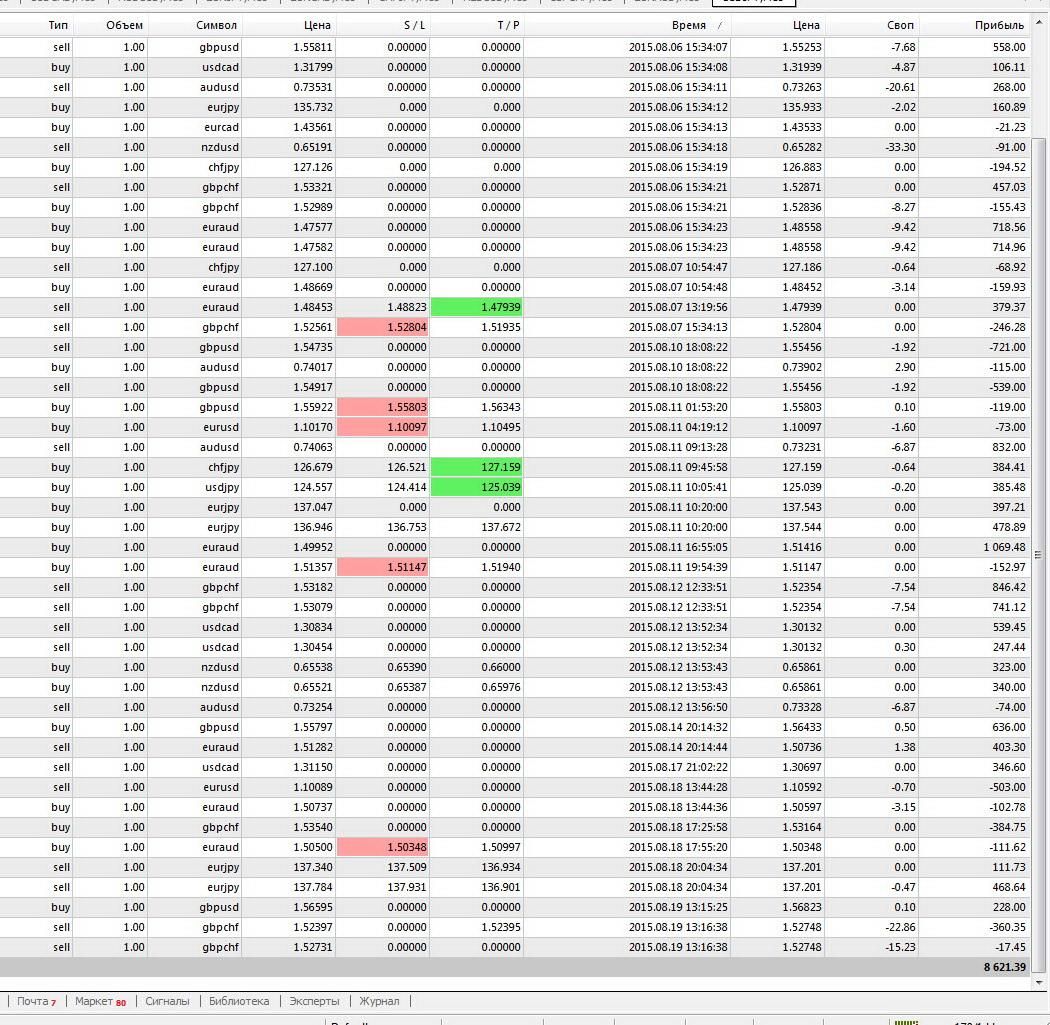 Тип Объем Символ Цена S / L T / P Время / Цена Своп Прибыль
sell 1.00 gbpusd 1.55811 0.00000 0.00000 2015.08.06 15:34:07 1.55253 -7.68 558.00
buy 1.00 usdcad 1.31799 0.00000 0.00000 2015.08.06 15:34:08 1.31939 -4.87 106.11
sell 1.00 audusd 0.73531 0.00000 0.00000 2015.08.06 15:34:11 0.73263 -20.61 268.00
buy 1.00 eurjpy 135.732 0.000 0.000 2015.08.06 15:34:12 135.933 -2.02 160.89
buy 1.00 eurcad 1.43561 0.00000 0.00000 2015.08.06 15:34:13 1.43533 0.00 -21.23
sell 1.00 nzdusd 0.65191 0.00000 0.00000 2015.08.06 15:34:18 0.65282 -33.30 -91.00
buy 1.00 chfjpy 127.126 0.000 0.000 2015.08.06 15:34:19 126.883 0.00 -194.52
sell 1.00 gbpchf 1.53321 0.00000 0.00000 2015.08.06 15:34:21 1.52871 0.00 457.03
buy 1.00 gbpchf 1.52989 0.00000 0.00000 2015.08.06 15:34:21 1.52836 -8.27 -155.43
buy 1.00 euraud 1.47577 0.00000 0.00000 2015.08.06 15:34:23 1.48558 -9.42 718.56
buy 1.00 euraud 1.47582 0.00000 0.00000 2015.08.06 15:34:23 1.48558 -9.42 714.96
sell 1.00 chfjpy 127.100 0.000 0.000 2015.08.07 10:54:47 127.186 -0.64 -68.92
buy 1.00 euraud 1.48669 0.00000 0.00000 2015.08.07 10:54:48 1.48452 -3.14 -159.93
sell 1.00 euraud 1.48453 1.48823 1.47939 2015.08.07 13:19:56 1.47939 0.00 379.37
sell 1.00 gbpchf 1.52561 1.52804 1.51935 2015.08.07 15:34:13 1.52804 0.00 -246.28
sell 1.00 gbpusd 1.54735 0.00000 0.00000 2015.08.10 18:08:22 1.55456 -1.92 -721.00
buy 1.00 audusd 0.74017 0.00000 0.00000 2015.08.10 18:08:22 0.73902 2.90 -115.00
sell 1.00 gbpusd 1.54917 0.00000 0.00000 2015.08.10 18:08:22 1.55456 -1.92 -539.00
buy 1.00 gbpusd 1.55922 1.55803 1.56343 2015.08.11 01:53:20 1.55803 0.10 -119.00
buy 1.00 eurusd 1.10170 1.10097 1.10495 2015.08.11 04:19:12 1.10097 -1.60 -73.00
sell 1.00 audusd 0.74063 0.00000 0.00000 2015.08.11 09:13:28 0.73231 -6.87 832.00
buy 1.00 chfjpy 126.679 126.521 127.159 2015.08.11 09:45:58 127.159 -0.64 384.41
buy 1.00 usdjpy 124.557 124.414 125.039 2015.08.11 10:05:41 125.039 -0.20 385.48
buy 1.00 eurjpy 137.047 0.000 0.000 2015.08.11 10:20:00 137.543 0.00 397.21
buy 1.00 eurjpy 136.946 136.753 137.672 2015.08.11 10:20:00 137.544 0.00 478.89
buy 1.00 euraud 1.49952 0.00000 0.00000 2015.08.11 16:55:05 1.51416 0.00 1 069.48
buy 1.00 euraud 1.51357 1.51147 1.51940 2015.08.11 19:54:39 1.51147 0.00 -152.97
sell 1.00 gbpchf 1.53182 0.00000 0.00000 2015.08.12 12:33:51 1.52354 -7.54 846.42
sell 1.00 gbpchf 1.53079 0.00000 0.00000 2015.08.12 12:33:51 1.52354 -7.54 741.12
sell 1.00 usdcad 1.30834 0.00000 0.00000 2015.08.12 13:52:34 1.30132 0.00 539.45
sell 1.00 usdcad 1.30454 0.00000 0.00000 2015.08.12 13:52:34 1.30132 0.30 247.44
buy 1.00 nzdusd 0.65538 0.65390 0.66000 2015.08.12 13:53:43 0.65861 0.00 323.00
buy 1.00 nzdusd 0.65521 0.65387 0.65976 2015.08.12 13:53:43 0.65861 0.00 340.00
sell 1.00 audusd 0.73254 0.00000 0.00000 2015.08.12 13:56:50 0.73328 -6.87 -74.00
buy 1.00 gbpusd 1.55797 0.00000 0.00000 2015.08.14 20:14:32 1.56433 0.50 636.00
sell 1.00 euraud 1.51282 0.00000 0.00000 2015.08.14 20:14:44 1.50736 1.38 403.30
sell 1.00 usdcad 1.31150 0.00000 0.00000 2015.08.17 21:02:22 1.30697 0.00 346.60
sell 1.00 eurusd 1.10089 0.00000 0.00000 2015.08.18 13:44:28 1.10592 -0.70 -503.00
buy 1.00 euraud 1.50737 0.00000 0.00000 2015.08.18 13:44:36 1.50597 -3.15 -102.78
buy 1.00 gbpchf 1.53540 0.00000 0.00000 2015.08.18 17:25:58 1.53164 0.00 -384.75
buy 1.00 euraud 1.50500 1.50348 1.50997 2015.08.18 17:55:20 1.50348 0.00 -111.62
sell 1.00 eurjpy 137.340 137.509 136.934 2015.08.18 20:04:34 137.201 0.00 111.73
sell 1.00 eurjpy 137.784 137.931 136.901 2015.08.18 20:04:34 137.201 -0.47 468.64
buy 1.00 gbpusd 1.56595 0.00000 0.00000 2015.08.19 13:15:25 1.56823 0.10 228.00
sell 1.00 gbpchf 1.52397 0.00000 1.52395 2015.08.19 13:16:38 1.52748 -22.86 -360.35
sell 1.00 gbpchf 1.52731 0.00000 0.00000 2015.08.19 13:16:38 1.52748 -15.23 -17.45
8 621.39
Почта 7 | Маркет 80 | Сигналы | Библиотека | Эксперты | Журнал |